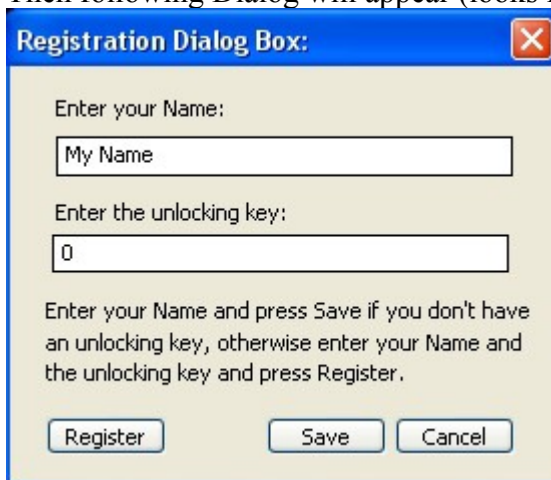 Then following Dialog will appear (looks
Registration Dialog Box:
Enter your Name:
My Name
Enter the unlocking key:
0
Enter your Name and press Save if you don't have
an unlocking key, otherwise enter your Name and
the unlocking key and press Register.
Register Save Cancel